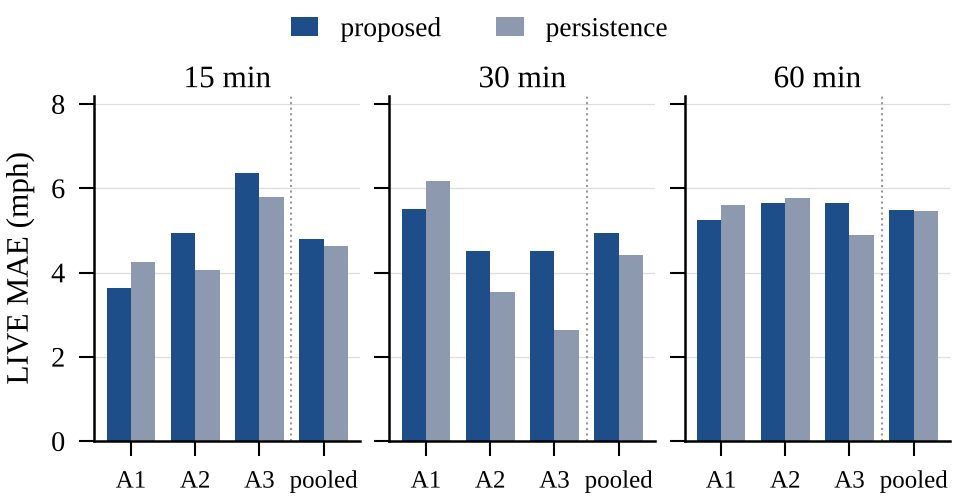 proposed persistence
15 min 30 min 60 min
LIVE MAE (mph)
8
6
4
2
0
A1 A2 A3 pooled A1 A2 A3 pooled A1 A2 A3 pooled